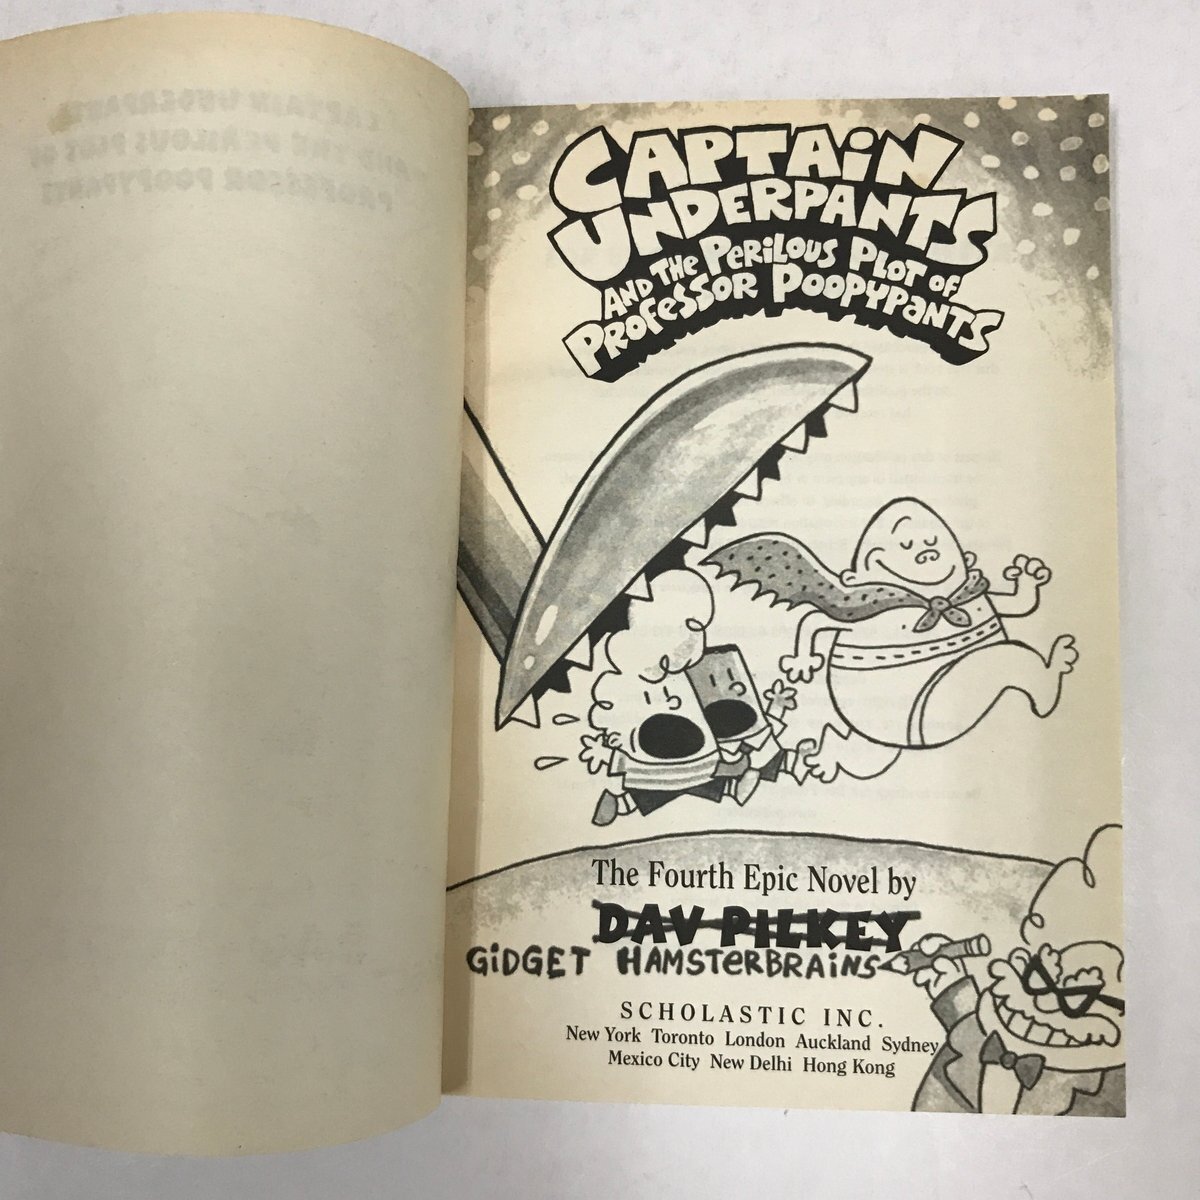 CAPTAiN
UNDERPANTS
AND THE PERiLOUS PLOT OF
PROFeSSOR POOPYPaNTS
The Fourth Epic Novel by
DAV PILKEY
GiDGET HAMSTeRBRAiNS
SCHOLASTIC INC.
New York Toronto London Auckland Sydney
Mexico City New Delhi Hong Kong